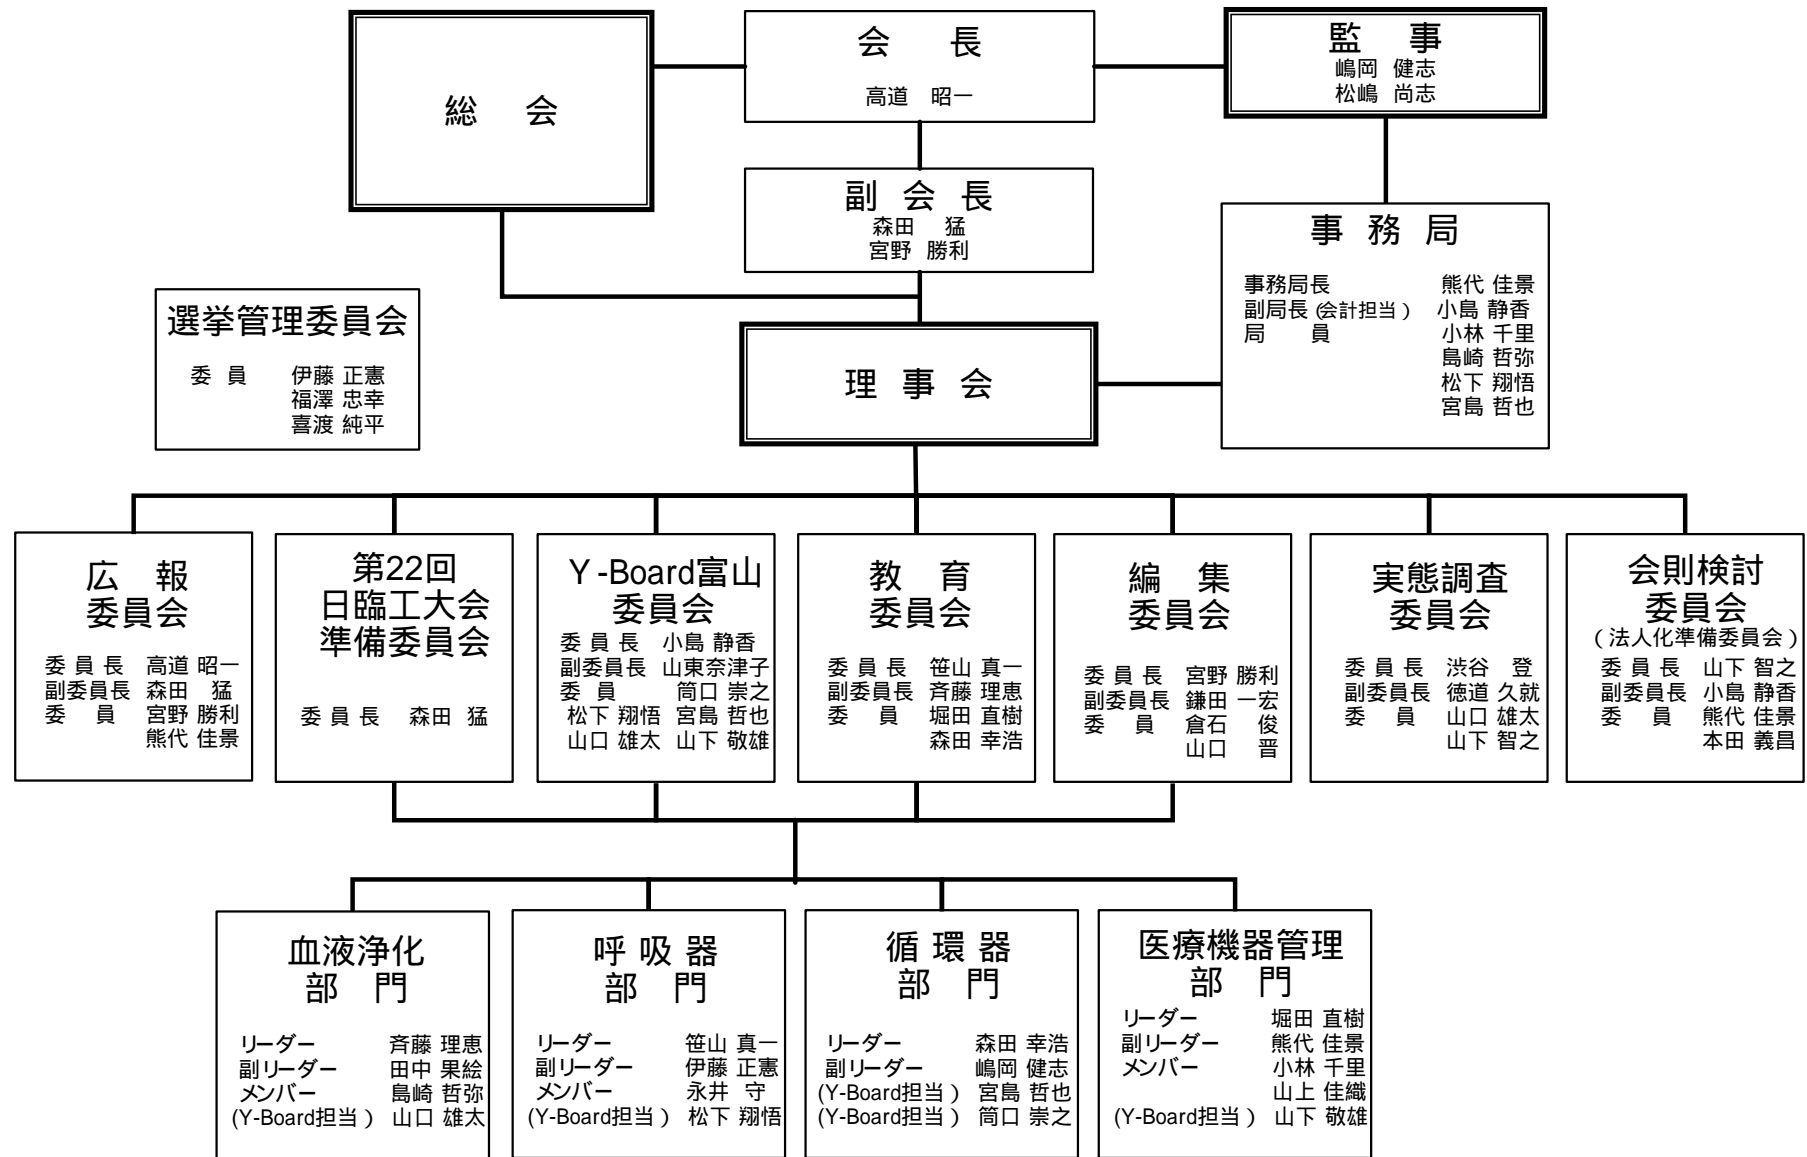 会 長
高道 昭一
監 事
嶋岡 健志
松嶋 尚志
総 会
副 会 長
森田 猛
宮野 勝利
事 務 局
事務局長 熊代 佳景
副局長 (会計担当) 小島 静香
局 員 小林 千里
島崎 哲弥
松下 翔悟
宮島 哲也
選挙管理委員会
委 員 伊藤 正憲
福澤 忠幸
喜渡 純平
理 事 会
広 報
委員会
委 員 長 高道 昭一
副委員長 森田 猛
委 員 宮野 勝利
熊代 佳景
第22回
日臨工大会
準備委員会
委 員 長 森田 猛
Y-Board富山
委員会
委 員 長 小島 静香
副委員長 山東奈津子
委 員 筒口 崇之
松下 翔悟 宮島 哲也
山口 雄太 山下 敬雄
教 育
委員会
委 員 長 笹山 真一
副委員長 斉藤 理恵
委 員 堀田 直樹
森田 幸浩
編 集
委員会
委 員 長 宮野 勝利
副委員長 鎌田 一宏
委 員 倉石 俊
山口 晋
実態調査
委員会
委 員 長 渋谷 登
副委員長 徳道 久就
委 員 山口 雄太
山下 智之
会則検討
委員会
(法人化準備委員会)
委 員 長 山下 智之
副委員長 小島 静香
委 員 熊代 佳景
本田 義昌
血液浄化
部 門
リーダー 斉藤 理恵
副リーダー 田中 果絵
メンバー 島崎 哲弥
(Y-Board担当) 山口 雄太
呼 吸 器
部 門
リーダー 笹山 真一
副リーダー 伊藤 正憲
メンバー 永井 守
(Y-Board担当) 松下 翔悟
循 環 器
部 門
リーダー 森田 幸浩
副リーダー 嶋岡 健志
(Y-Board担当) 宮島 哲也
(Y-Board担当) 筒口 崇之
医療機器管理
部 門
リーダー 堀田 直樹
副リーダー 熊代 佳景
メンバー 小林 千里
山上 佳織
(Y-Board担当) 山下 敬雄